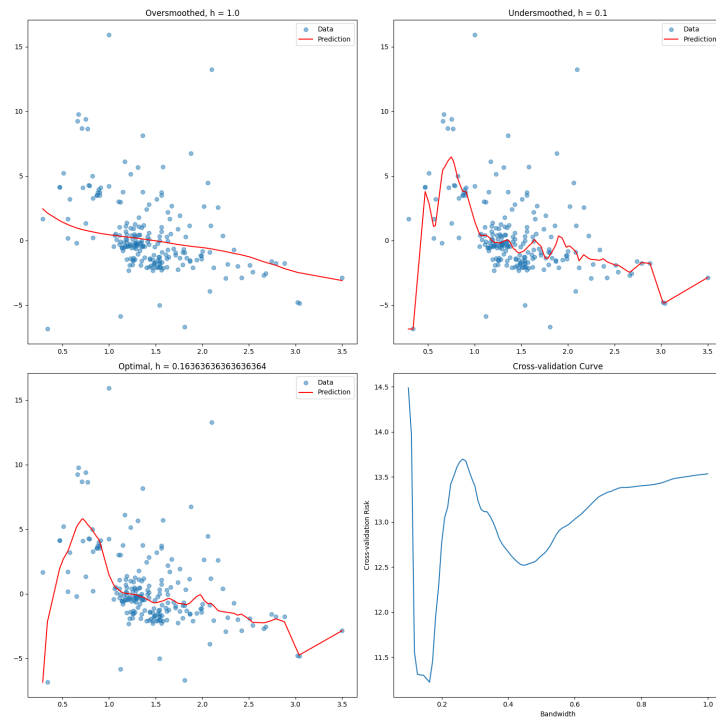 Oversmoothed, h = 1.0
Data
Prediction
15
10
5
0
−5
0.5 1.0 1.5 2.0 2.5 3.0 3.5
Undersmoothed, h = 0.1
Data
Prediction
15
10
5
0
−5
0.5 1.0 1.5 2.0 2.5 3.0 3.5
Optimal, h = 0.16363636363636364
Data
Prediction
15
10
5
0
−5
0.5 1.0 1.5 2.0 2.5 3.0 3.5
Cross-validation Curve
Cross-validation Risk
14.5
14.0
13.5
13.0
12.5
12.0
11.5
0.2 0.4 0.6 0.8 1.0
Bandwidth